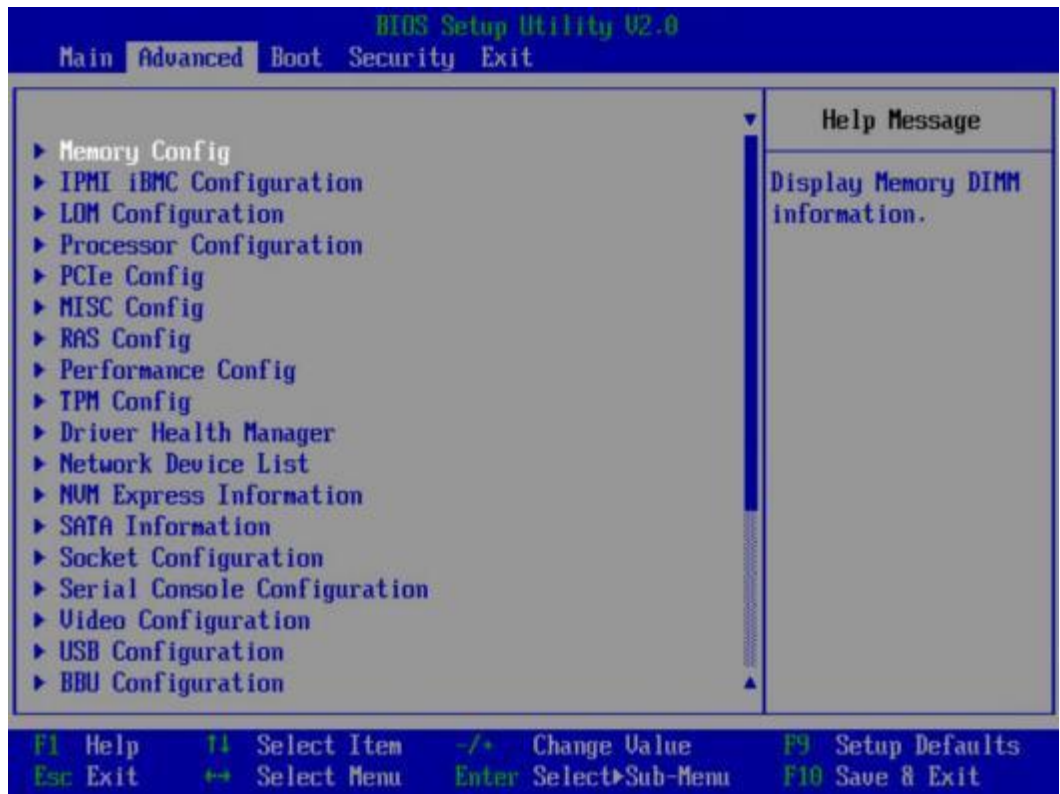 BIOS Setup Utility V2.0
Main Advanced Boot Security Exit
Help Message
Display Memory DIMM
information.
▶ Memory Config
▶ IPMI iBMC Configuration
▶ LOM Configuration
▶ Processor Configuration
▶ PCIe Config
▶ MISC Config
▶ RAS Config
▶ Performance Config
▶ TPM Config
▶ Driver Health Manager
▶ Network Device List
▶ NVM Express Information
▶ SATA Information
▶ Socket Configuration
▶ Serial Console Configuration
▶ Video Configuration
▶ USB Configuration
▶ BBU Configuration
F1 Help ↑↓ Select Item -/+ Change Value F9 Setup Defaults
Esc Exit ←→ Select Menu Enter Select▶Sub-Menu F10 Save & Exit